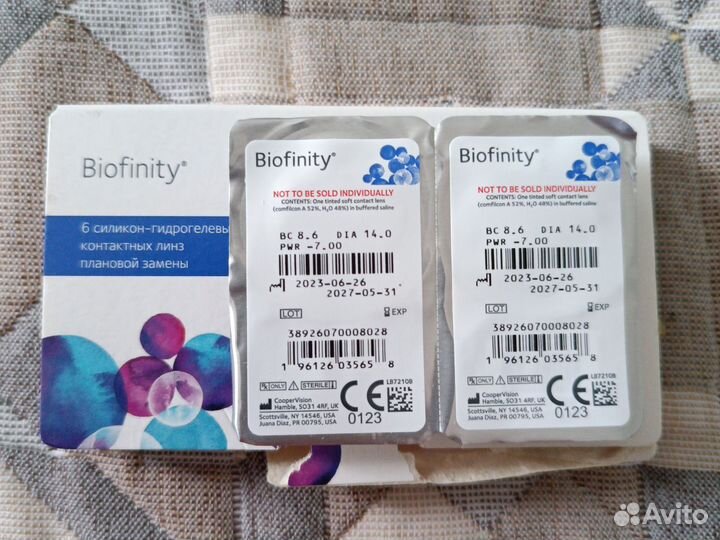 Biofinity®
6 силикон-гидрогелевы
контактных линз
плановой замены
Biofinity®
NOT TO BE SOLD INDIVIDUALLY
CONTENTS: One tinted soft contact lens
(comfilcon A 52%, H₂O 48%) in buffered saline
BC 8.6 DIA 14.0
PWR -7.00
2023-06-26
2027-05-31
LOT EXP
38926070008028
1 96126 03565 8
Rx ONLY STERILE
LB7210B
CooperVision
Hamble, SO31 4RF, UK
Scottsville, NY 14546, USA
Juana Diaz, PR 00795, USA
CE 0123
Biofinity®
NOT TO BE SOLD INDIVIDUALLY
CONTENTS: One tinted soft contact lens
(comfilcon A 52%, H₂O 48%) in buffered saline
BC 8.6 DIA 14.0
PWR -7.00
2023-06-26
2027-05-31
LOT EXP
38926070008028
1 96126 03565 8
Rx ONLY STERILE
LB7210B
CooperVision
Hamble, SO31 4RF, UK
Scottsville, NY 14546, USA
Juana Diaz, PR 00795, USA
CE 0123
Avito